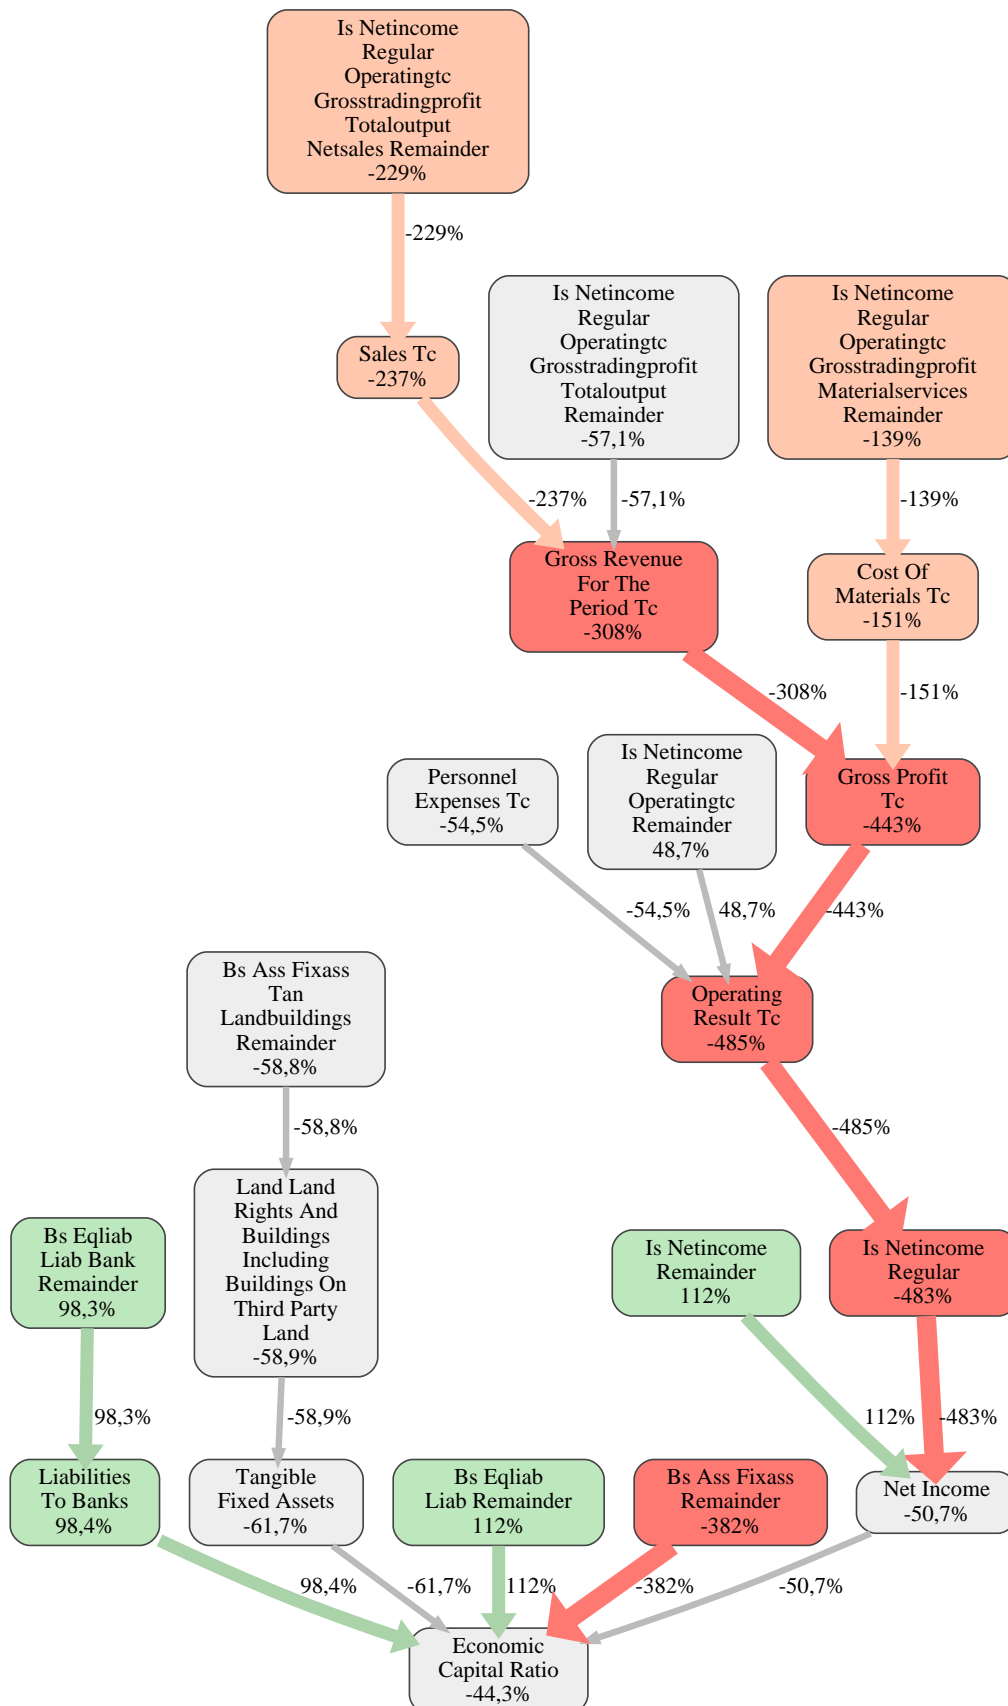 Is Netincome
Regular
Operatingtc
Grosstradingprofit
Totaloutput
Netsales Remainder
-229%
-229%
Is Netincome
Regular
Operatingtc
Grosstradingprofit
Totaloutput
Remainder
-57,1%
Is Netincome
Regular
Operatingtc
Grosstradingprofit
Materialservices
Remainder
-139%
Sales Tc
-237%
-237%
-57,1%
-139%
Gross Revenue
For The
Period Tc
-308%
Cost Of
Materials Tc
-151%
-308%
-151%
Personnel
Expenses Tc
-54,5%
Is Netincome
Regular
Operatingtc
Remainder
48,7%
Gross Profit
Tc
-443%
-54,5%
48,7%
-443%
Bs Ass Fixass
Tan
Landbuildings
Remainder
-58,8%
Operating
Result Tc
-485%
-58,8%
-485%
Bs Eqliab
Liab Bank
Remainder
98,3%
Land Land
Rights And
Buildings
Including
Buildings On
Third Party
Land
-58,9%
Is Netincome
Remainder
112%
Is Netincome
Regular
-483%
98,3%
-58,9%
112%
-483%
Liabilities
To Banks
98,4%
Tangible
Fixed Assets
-61,7%
Bs Eqliab
Liab Remainder
112%
Bs Ass Fixass
Remainder
-382%
Net Income
-50,7%
98,4%
-61,7%
112%
-382%
-50,7%
Economic
Capital Ratio
-44,3%